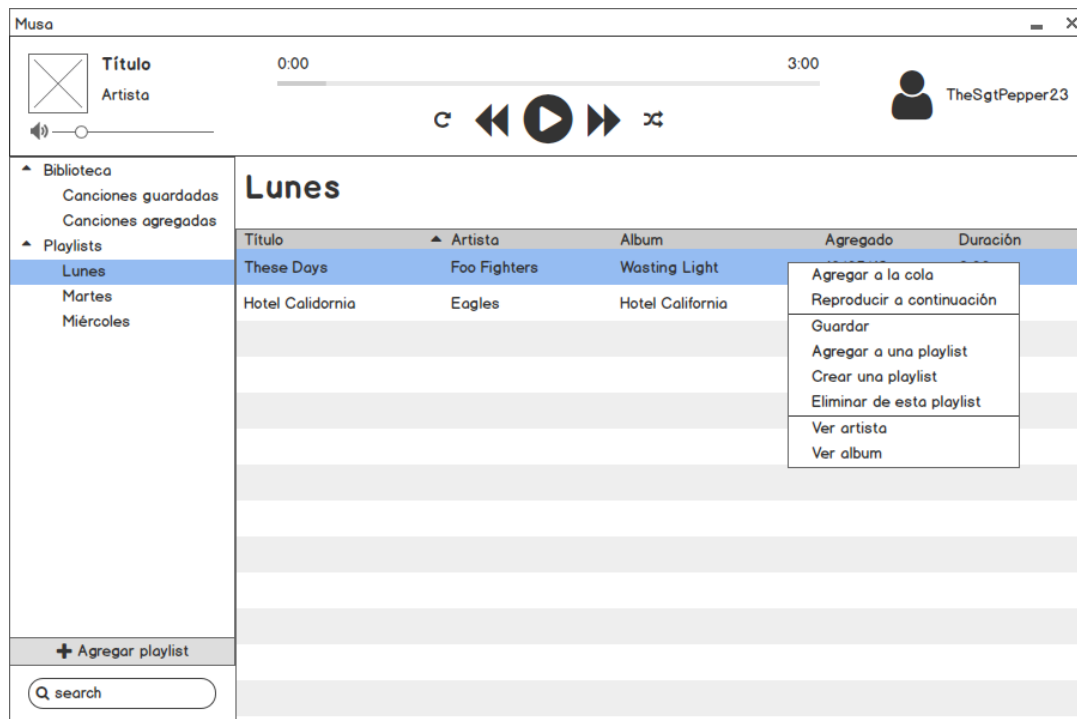 Musa
Título
Artista
0:00
3:00
TheSgtPepper23
Biblioteca
Canciones guardadas
Canciones agregadas
Playlists
Lunes
Martes
Miércoles
Agregar playlist
search
Lunes
Título Artista Album Agregado Duración
These Days Foo Fighters Wasting Light
Hotel Calidornia Eagles Hotel California
Agregar a la cola
Reproducir a continuación
Guardar
Agregar a una playlist
Crear una playlist
Eliminar de esta playlist
Ver artista
Ver album